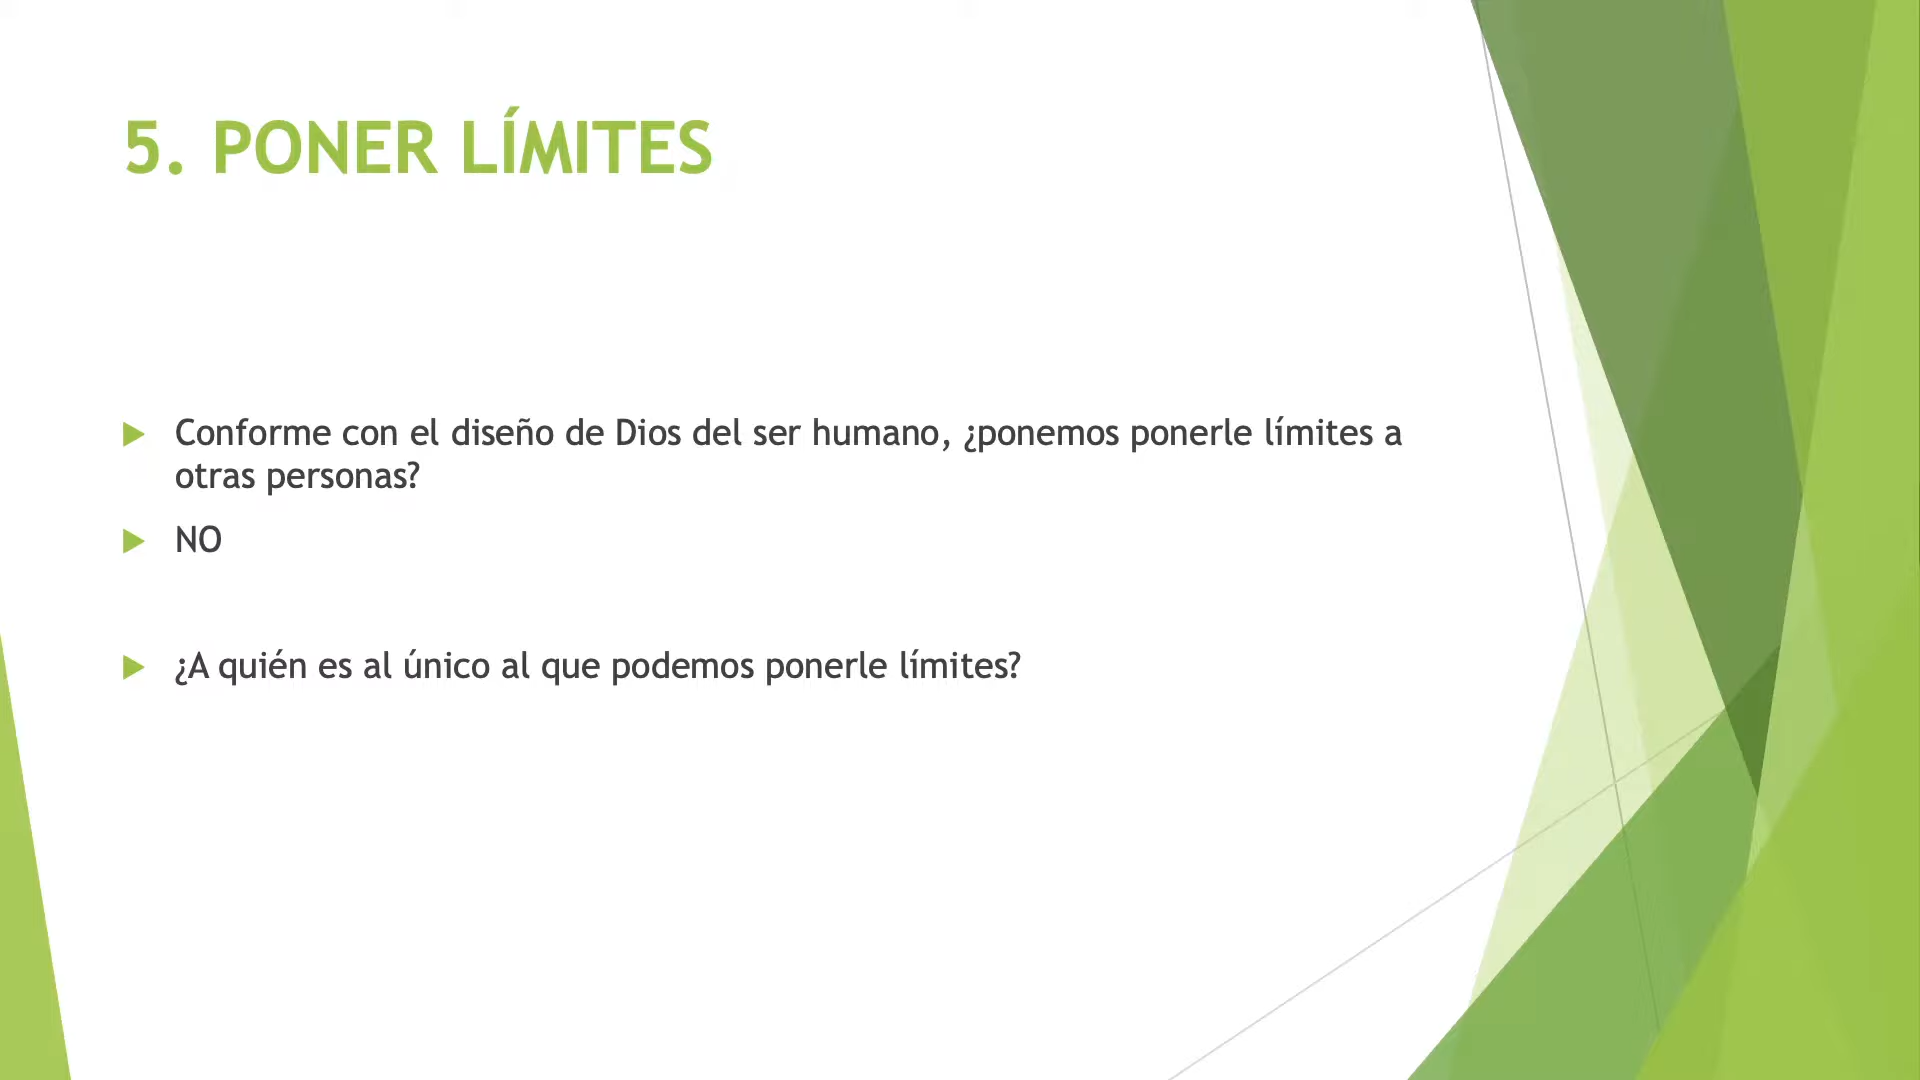 5. PONER LÍMITES
Conforme con el diseño de Dios del ser humano, ¿ponemos ponerle límites a
otras personas?
NO
¿A quién es al único al que podemos ponerle límites?